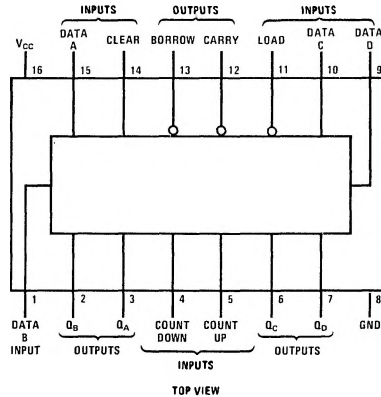 INPUTS OUTPUTS INPUTS
VCC DATA A CLEAR BORROW CARRY LOAD DATA C DATA D
16 15 14 13 12 11 10 9
1 2 3 4 5 6 7 8
DATA B INPUT QB QA COUNT DOWN COUNT UP QC QD GND
OUTPUTS INPUTS OUTPUTS
TOP VIEW